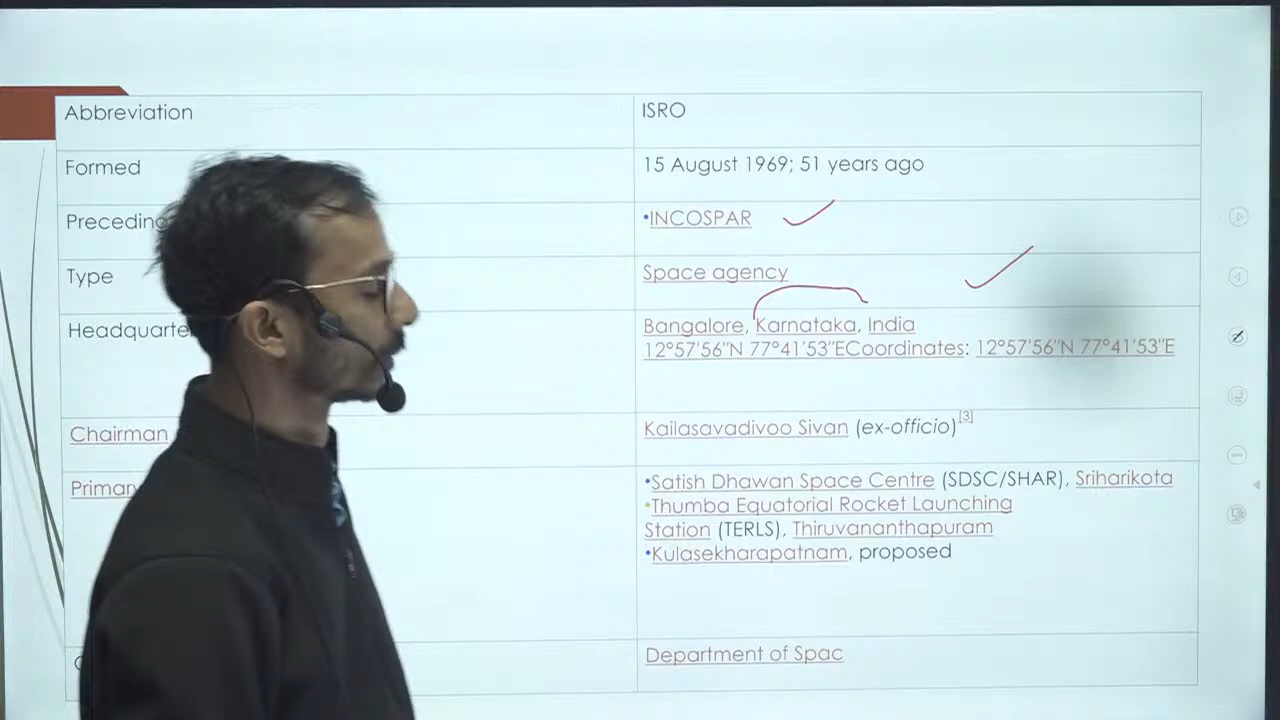 Abbreviation ISRO
Formed 15 August 1969; 51 years ago
Preceding •INCOSPAR
Type Space agency
Headquarte Bangalore, Karnataka, India
12°57'56"N 77°41'53"ECoordinates: 12°57'56"N 77°41'53"E
Chairman Kailasavadivoo Sivan (ex-officio)[3]
Primary •Satish Dhawan Space Centre (SDSC/SHAR), Sriharikota
•Thumba Equatorial Rocket Launching
Station (TERLS), Thiruvananthapuram
•Kulasekharapatnam, proposed
Department of Spac